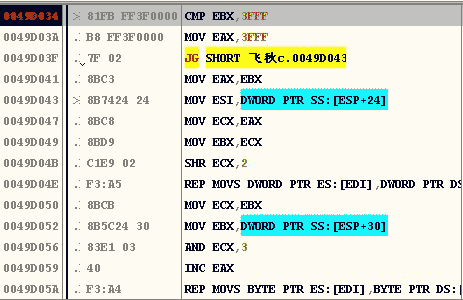 0049D034 > 81FB FF3F0000 CMP EBX,3FFF
0049D03A . B8 FF3F0000 MOV EAX,3FFF
0049D03F . 7F 02 JG SHORT 飞秋c.0049D043
0049D041 . 8BC3 MOV EAX,EBX
0049D043 > 8B7424 24 MOV ESI,DWORD PTR SS:[ESP+24]
0049D047 . 8BC8 MOV ECX,EAX
0049D049 . 8BD9 MOV EBX,ECX
0049D04B . C1E9 02 SHR ECX,2
0049D04E . F3:A5 REP MOVS DWORD PTR ES:[EDI],DWORD PTR DS
0049D050 . 8BCB MOV ECX,EBX
0049D052 . 8B5C24 30 MOV EBX,DWORD PTR SS:[ESP+30]
0049D056 . 83E1 03 AND ECX,3
0049D059 . 40 INC EAX
0049D05A . F3:A4 REP MOVS BYTE PTR ES:[EDI],BYTE PTR DS:[